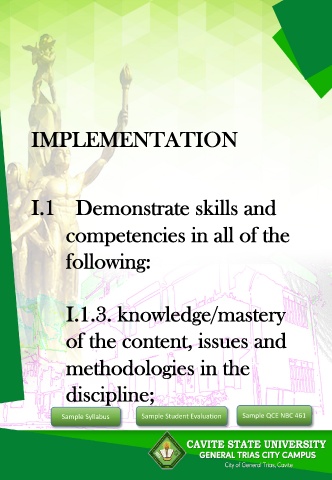 IMPLEMENTATION
I.1 Demonstrate skills and
competencies in all of the
following:
I.1.3. knowledge/mastery
of the content, issues and
methodologies in the
discipline;
Sample Syllabus
Sample Student Evaluation
Sample QCE NBC 461
CAVITE STATE UNIVERSITY
GENERAL TRIAS CITY CAMPUS
City of General Trias, Cavite